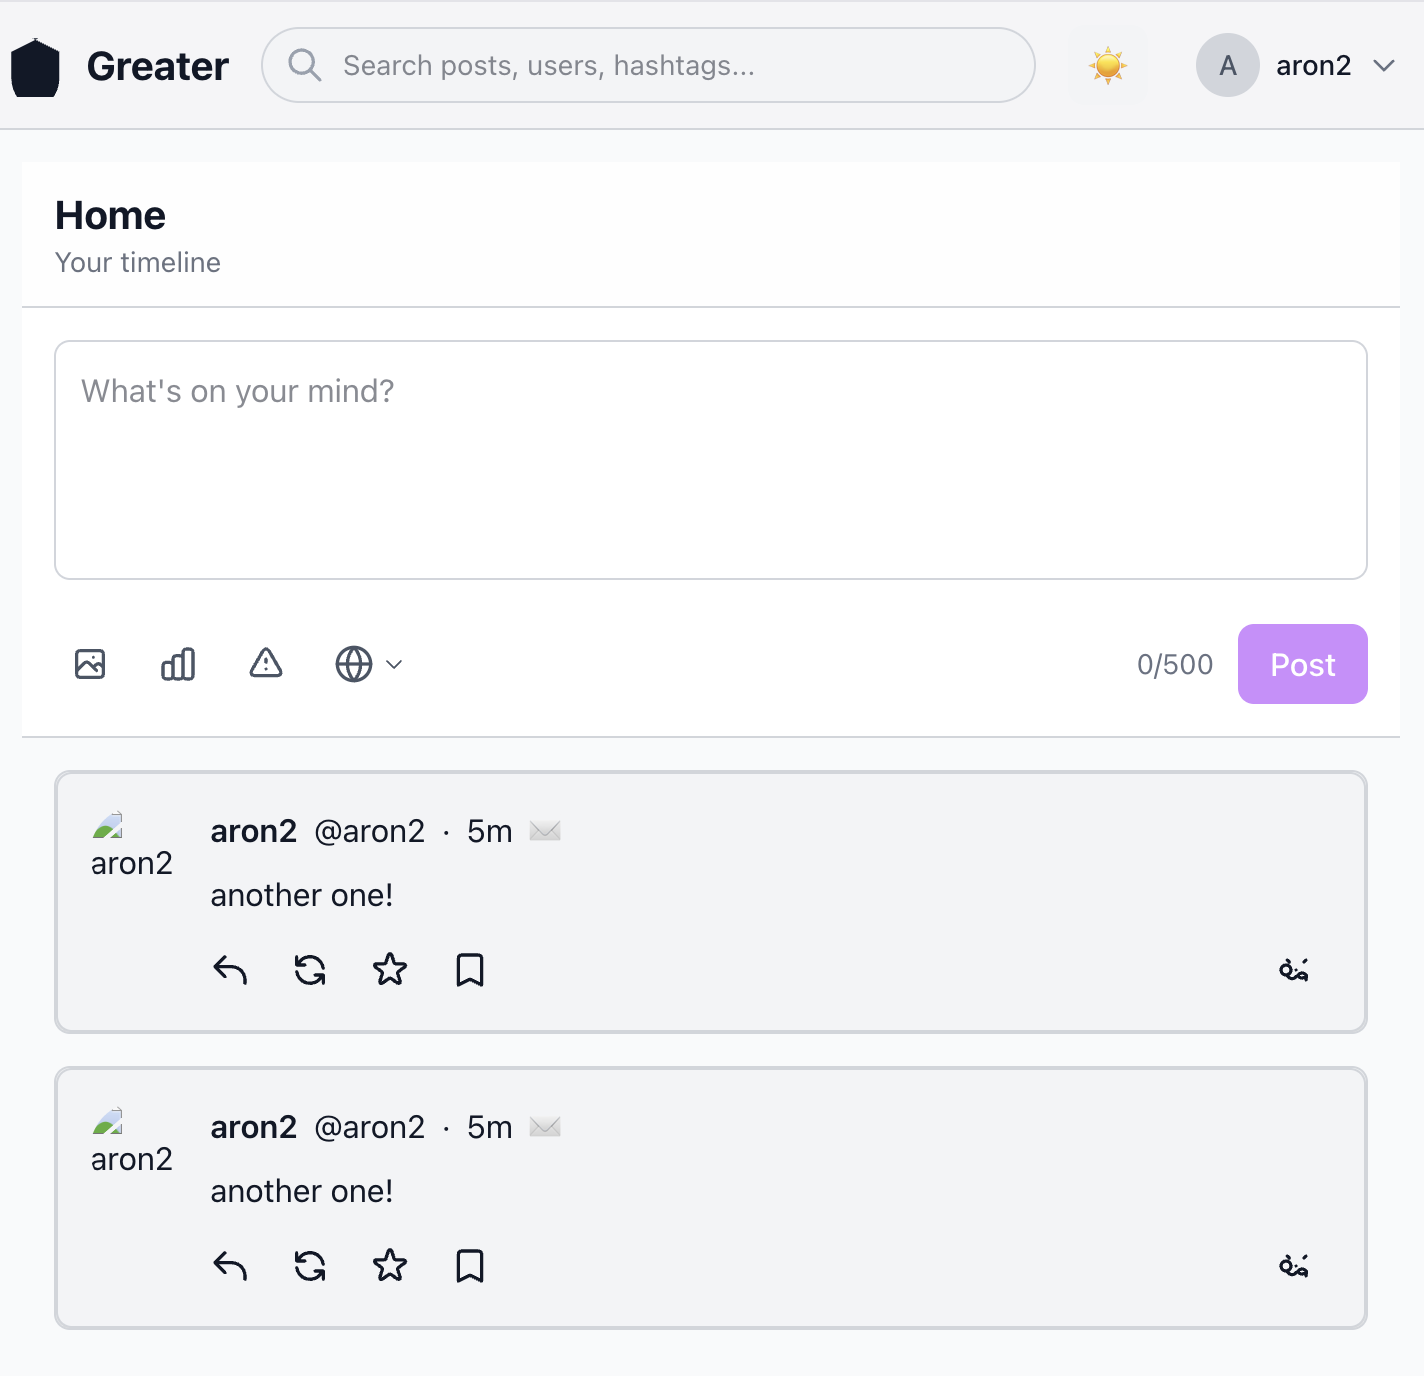 Greater
Search posts, users, hashtags...
A
aron2
Home
Your timeline
What's on your mind?
0/500
Post
aron2
aron2 @aron2 · 5m
another one!
aron2
aron2 @aron2 · 5m
another one!